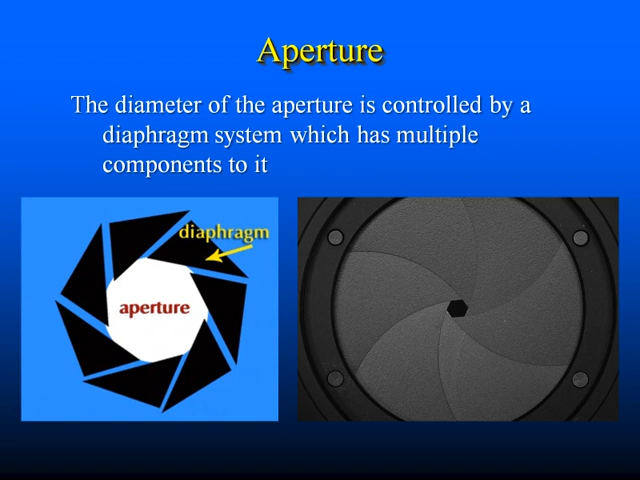 Aperture
The diameter of the aperture is controlled by a
diaphragm system which has multiple
components to it
diaphragm
aperture